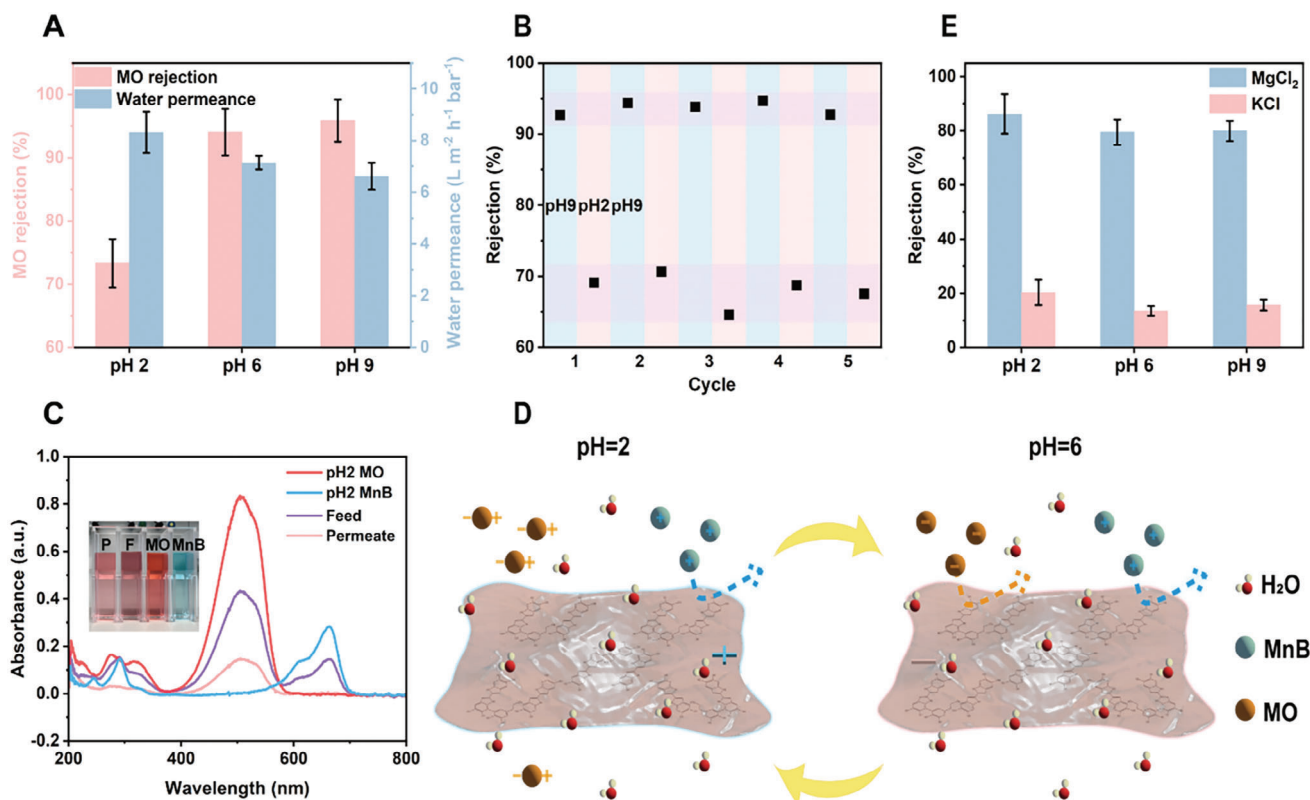 A
MO rejection
Water permeance
MO rejection (%)
100
90
80
70
60
Water permeance (L m⁻² h⁻¹ bar⁻¹)
10
8
6
4
2
0
pH 2 pH 6 pH 9
B
Rejection (%)
100
90
80
70
60
pH9 pH2 pH9
1 2 3 4 5
Cycle
E
MgCl₂
KCl
Rejection (%)
100
80
60
40
20
0
pH 2 pH 6 pH 9
C
Absorbance (a.u.)
1.0
0.8
0.6
0.4
0.2
0.0
-0.2
pH2 MO
pH2 MnB
Feed
Permeate
P F MO MnB
200 400 600 800
Wavelength (nm)
D
pH=2 pH=6
H₂O
MnB
MO